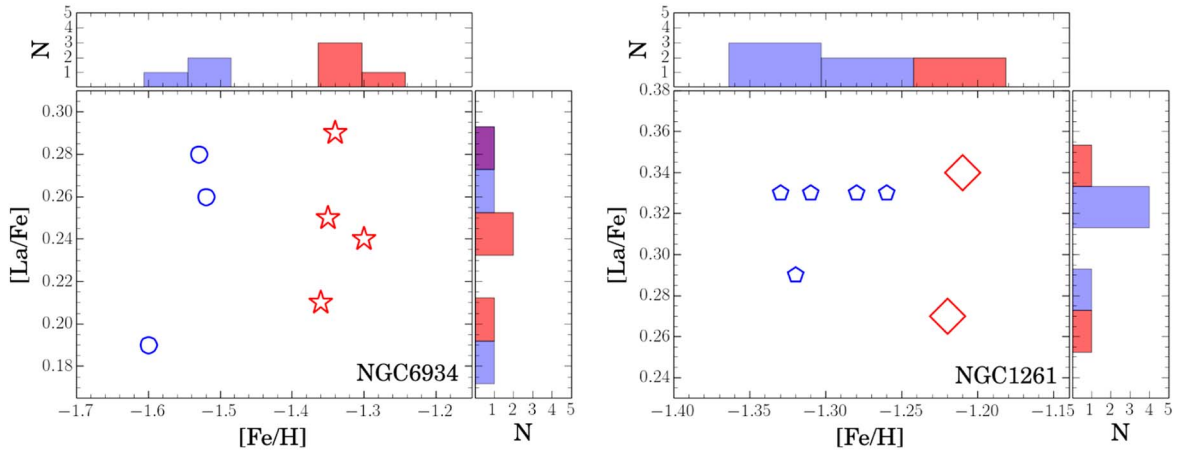 N
5
4
3
2
1
[La/Fe]
0.30
0.28
0.26
0.24
0.22
0.20
0.18
NGC6934
−1.7 −1.6 −1.5 −1.4 −1.3 −1.2
[Fe/H]
1 2 3 4 5
N
N
5
4
3
2
1
[La/Fe]
0.38
0.36
0.34
0.32
0.30
0.28
0.26
0.24
NGC1261
−1.40 −1.35 −1.30 −1.25 −1.20 −1.15
[Fe/H]
1 2 3 4 5
N